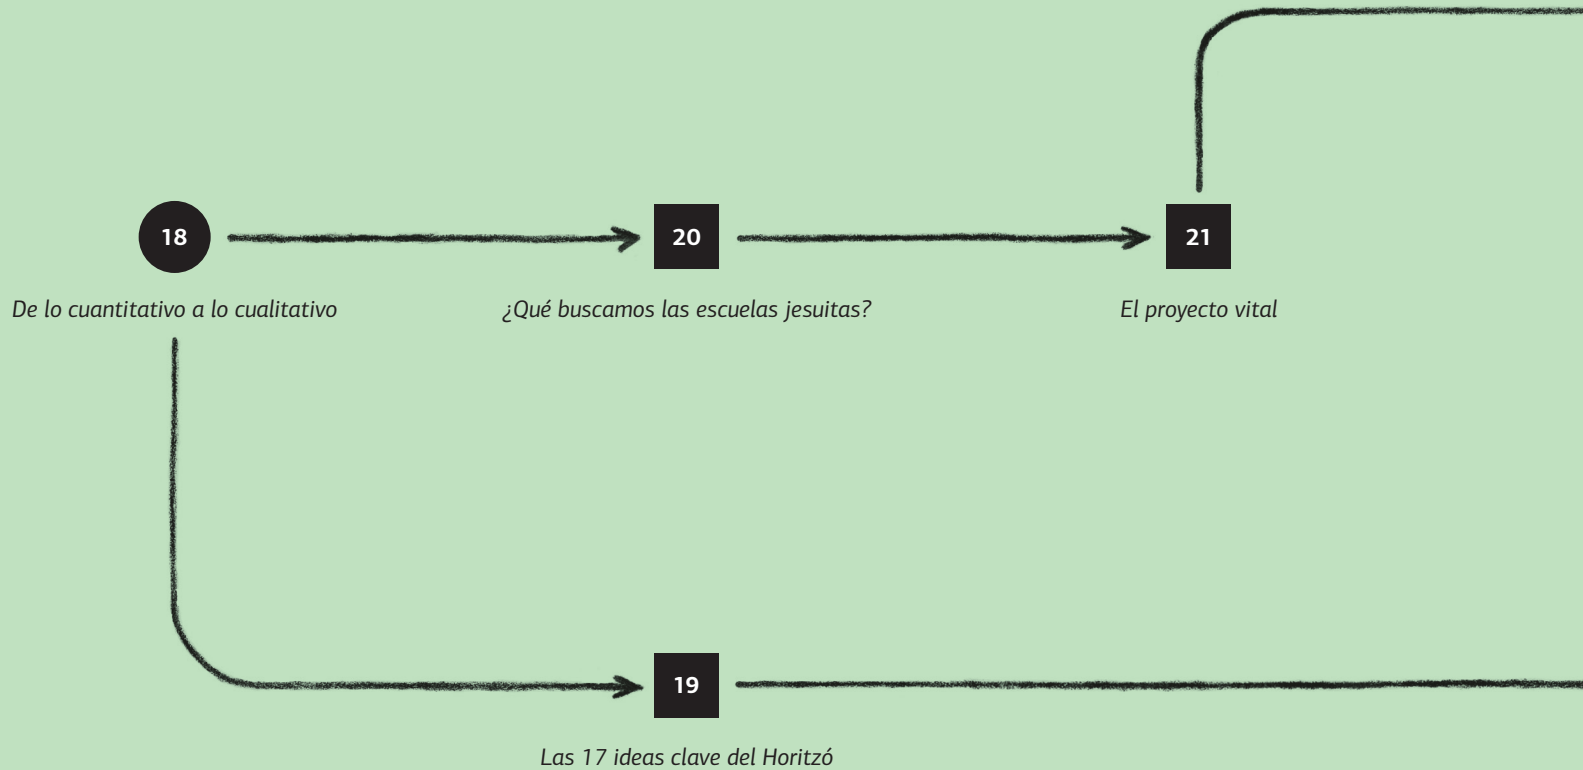 18
20
21
De lo cuantitativo a lo cualitativo
¿Qué buscamos las escuelas jesuitas?
El proyecto vital
19
Las 17 ideas clave del Horitzó